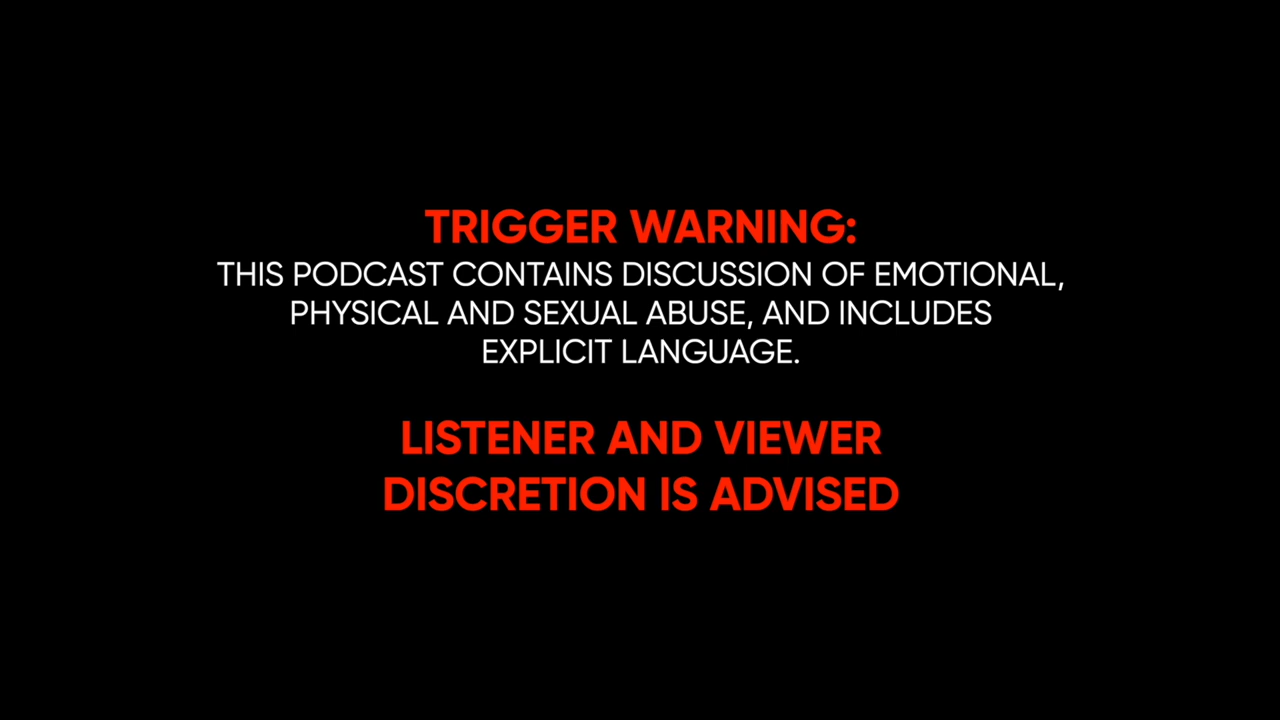 TRIGGER WARNING:
THIS PODCAST CONTAINS DISCUSSION OF EMOTIONAL,
PHYSICAL AND SEXUAL ABUSE, AND INCLUDES
EXPLICIT LANGUAGE.
LISTENER AND VIEWER
DISCRETION IS ADVISED